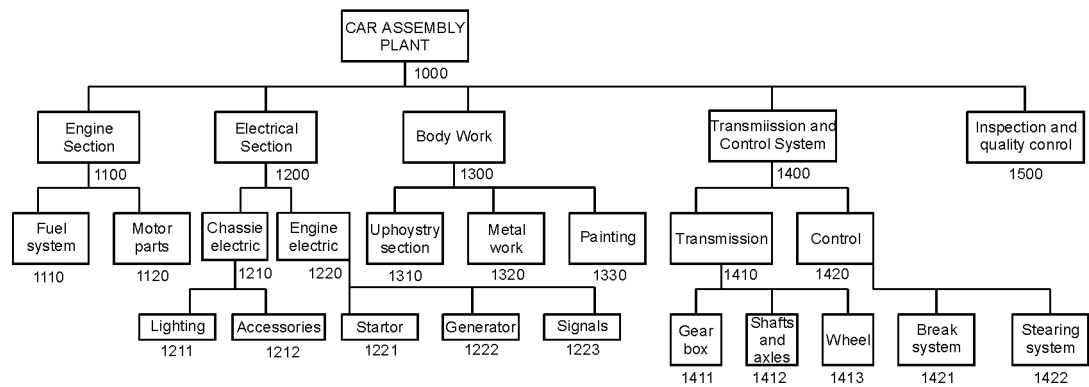 CAR ASSEMBLY
PLANT
1000
Engine
Section
1100
Electrical
Section
1200
Body Work
1300
Transmiission and
Control System
1400
Inspection and
quality conrol
1500
Fuel
system
1110
Motor
parts
1120
Chassie
electric
1210
Engine
electric
1220
Uphoystry
section
1310
Metal
work
1320
Painting
1330
Transmission
1410
Control
1420
Lighting
1211
Accessories
1212
Startor
1221
Generator
1222
Signals
1223
Gear
box
1411
Shafts
and
axles
1412
Wheel
1413
Break
system
1421
Stearing
system
1422